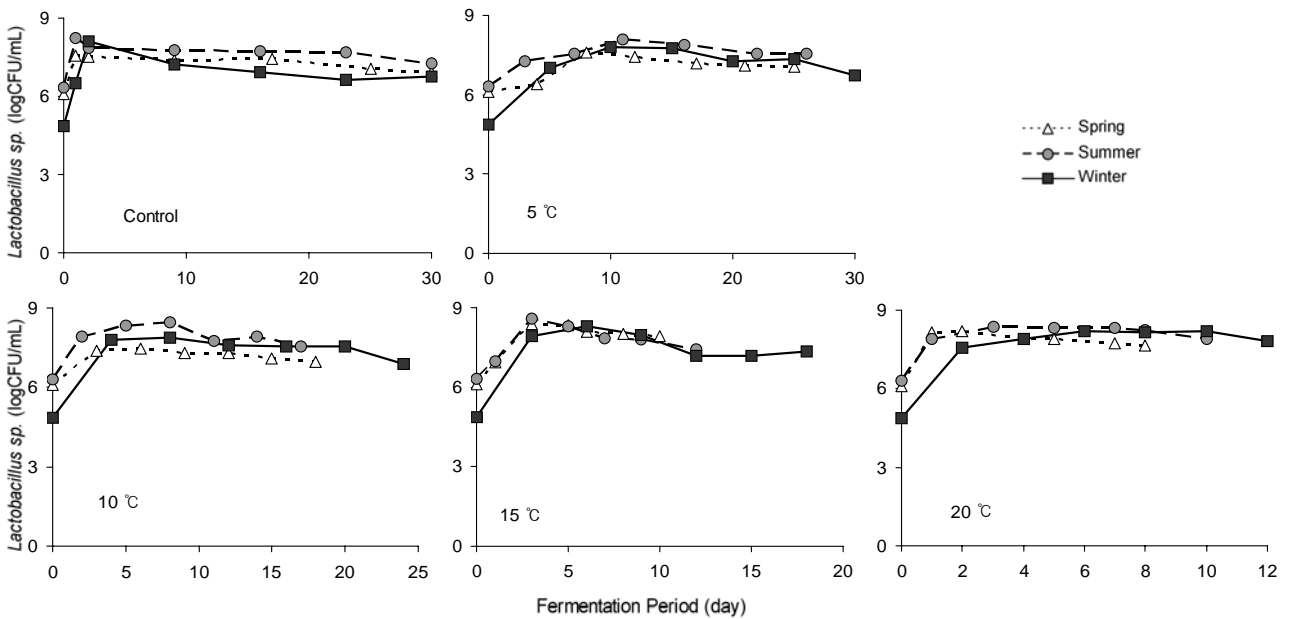 Lactobacillus sp. (logCFU/mL)
9
6
3
0
0 10 20 30
Control
9
6
3
0
0 10 20 30
5 ℃
Spring
Summer
Winter
Lactobacillus sp. (logCFU/mL)
9
6
3
0
0 5 10 15 20 25
10 ℃
9
6
3
0
0 5 10 15 20
15 ℃
9
6
3
0
0 2 4 6 8 10 12
20 ℃
Fermentation Period (day)